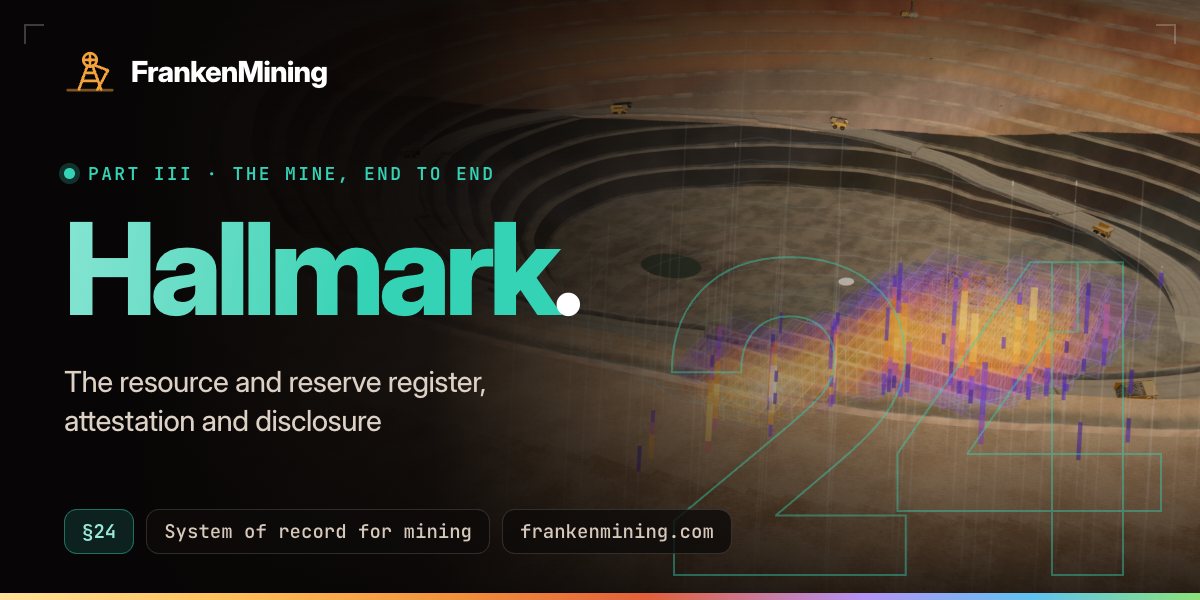 FrankenMining
PART III · THE MINE, END TO END
Hallmark.
The resource and reserve register,
attestation and disclosure
24
§24
System of record for mining
frankenmining.com